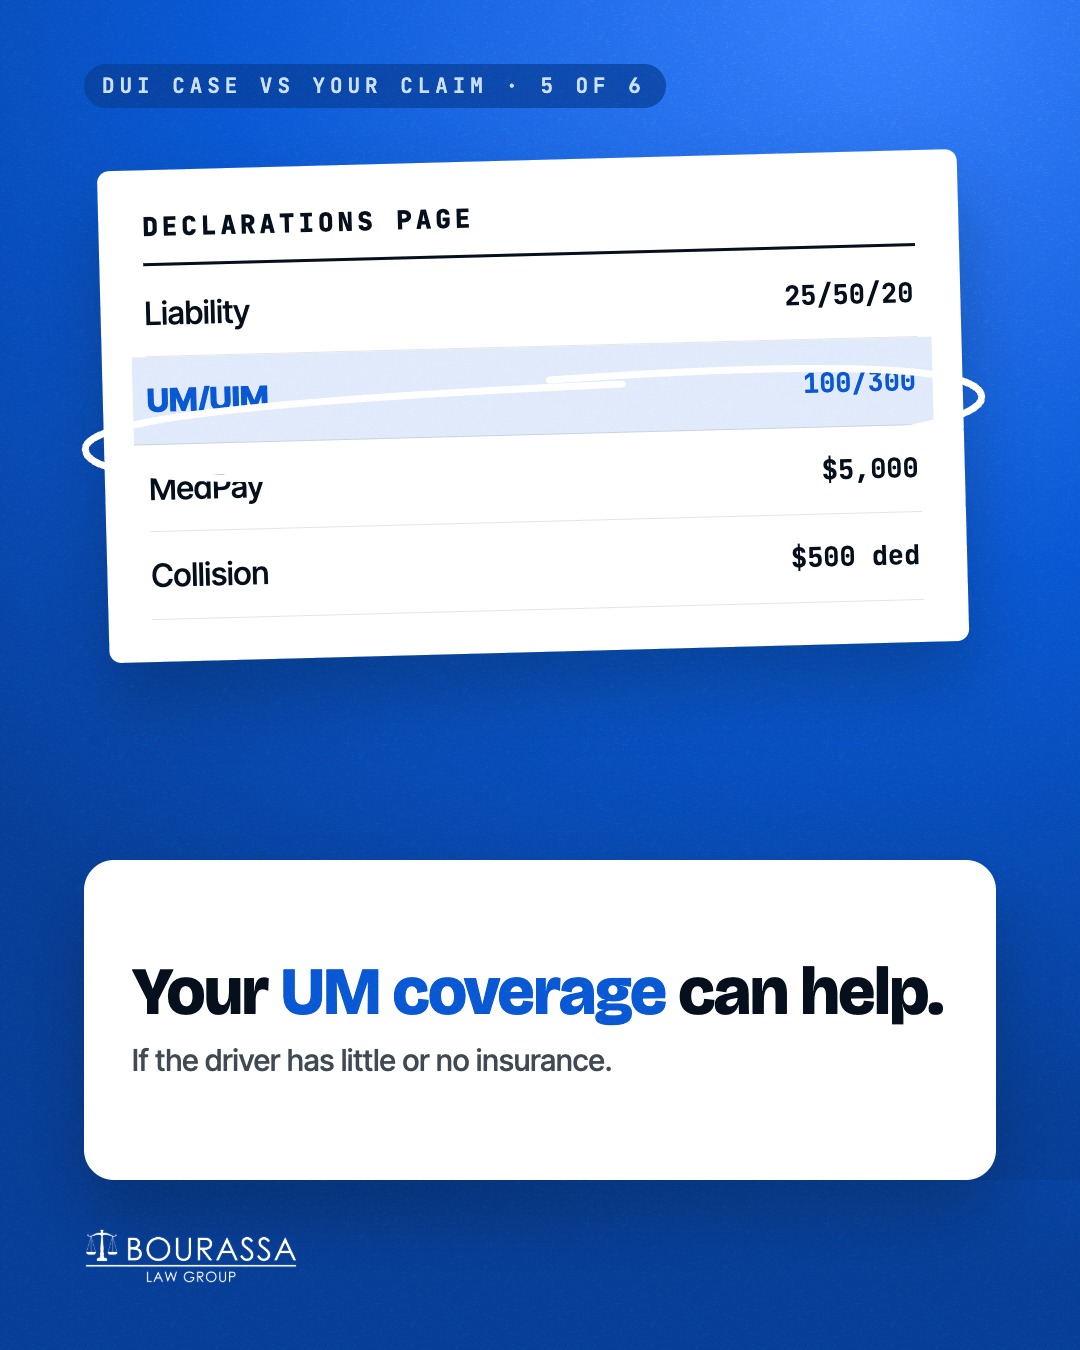 DUI CASE VS YOUR CLAIM · 5 OF 6
DECLARATIONS PAGE
Liability 25/50/20
UM/UIM 100/300
MedPay $5,000
Collision $500 ded
Your UM coverage can help.
If the driver has little or no insurance.
BOURASSA
LAW GROUP